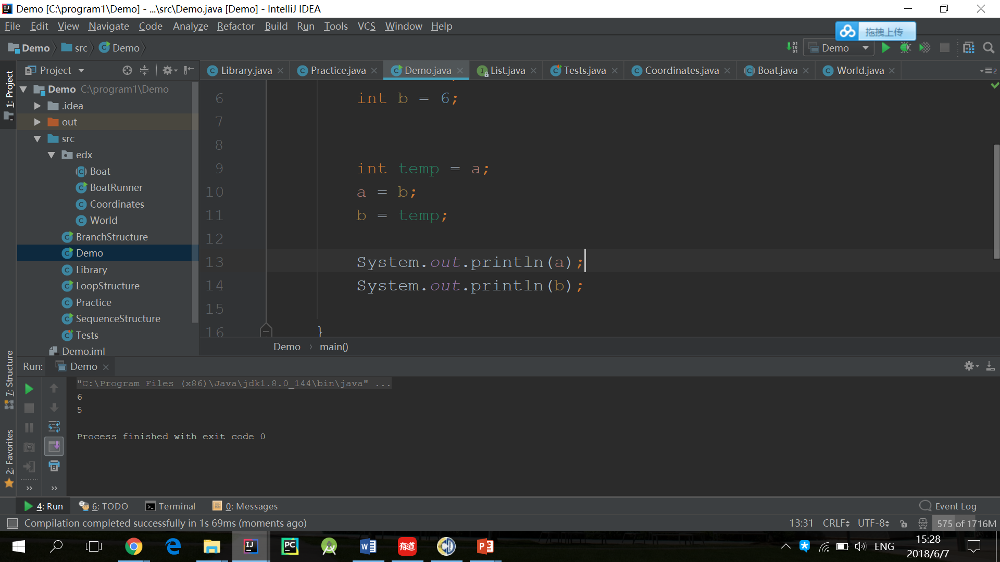 Demo [C:\program1\Demo] - ...\src\Demo.java [Demo] - IntelliJ IDEA
File Edit View Navigate Code Analyze Refactor Build Run Tools VCS Window Help
拖拽上传
Demo src Demo
Demo
1: Project
Project
Library.java Practice.java Demo.java List.java Tests.java Coordinates.java Boat.java World.java 2
Demo C:\program1\Demo
.idea
out
src
edx
Boat
BoatRunner
Coordinates
World
BranchStructure
Demo
Library
LoopStructure
Practice
SequenceStructure
Tests
Demo.iml
6 int b = 6;
7
8
9 int temp = a;
10 a = b;
11 b = temp;
12
13 System.out.println(a);
14 System.out.println(b);
15
16 }
Demo › main()
7: Structure
2: Favorites
Run: Demo
"C:\Program Files (x86)\Java\jdk1.8.0_144\bin\java" ...
6
5
Process finished with exit code 0
4: Run 6: TODO Terminal 0: Messages Event Log
Compilation completed successfully in 1s 69ms (moments ago) 13:31 CRLF UTF-8 575 of 1716M
IJ PC W 有道 P
ENG
15:28
2018/6/7